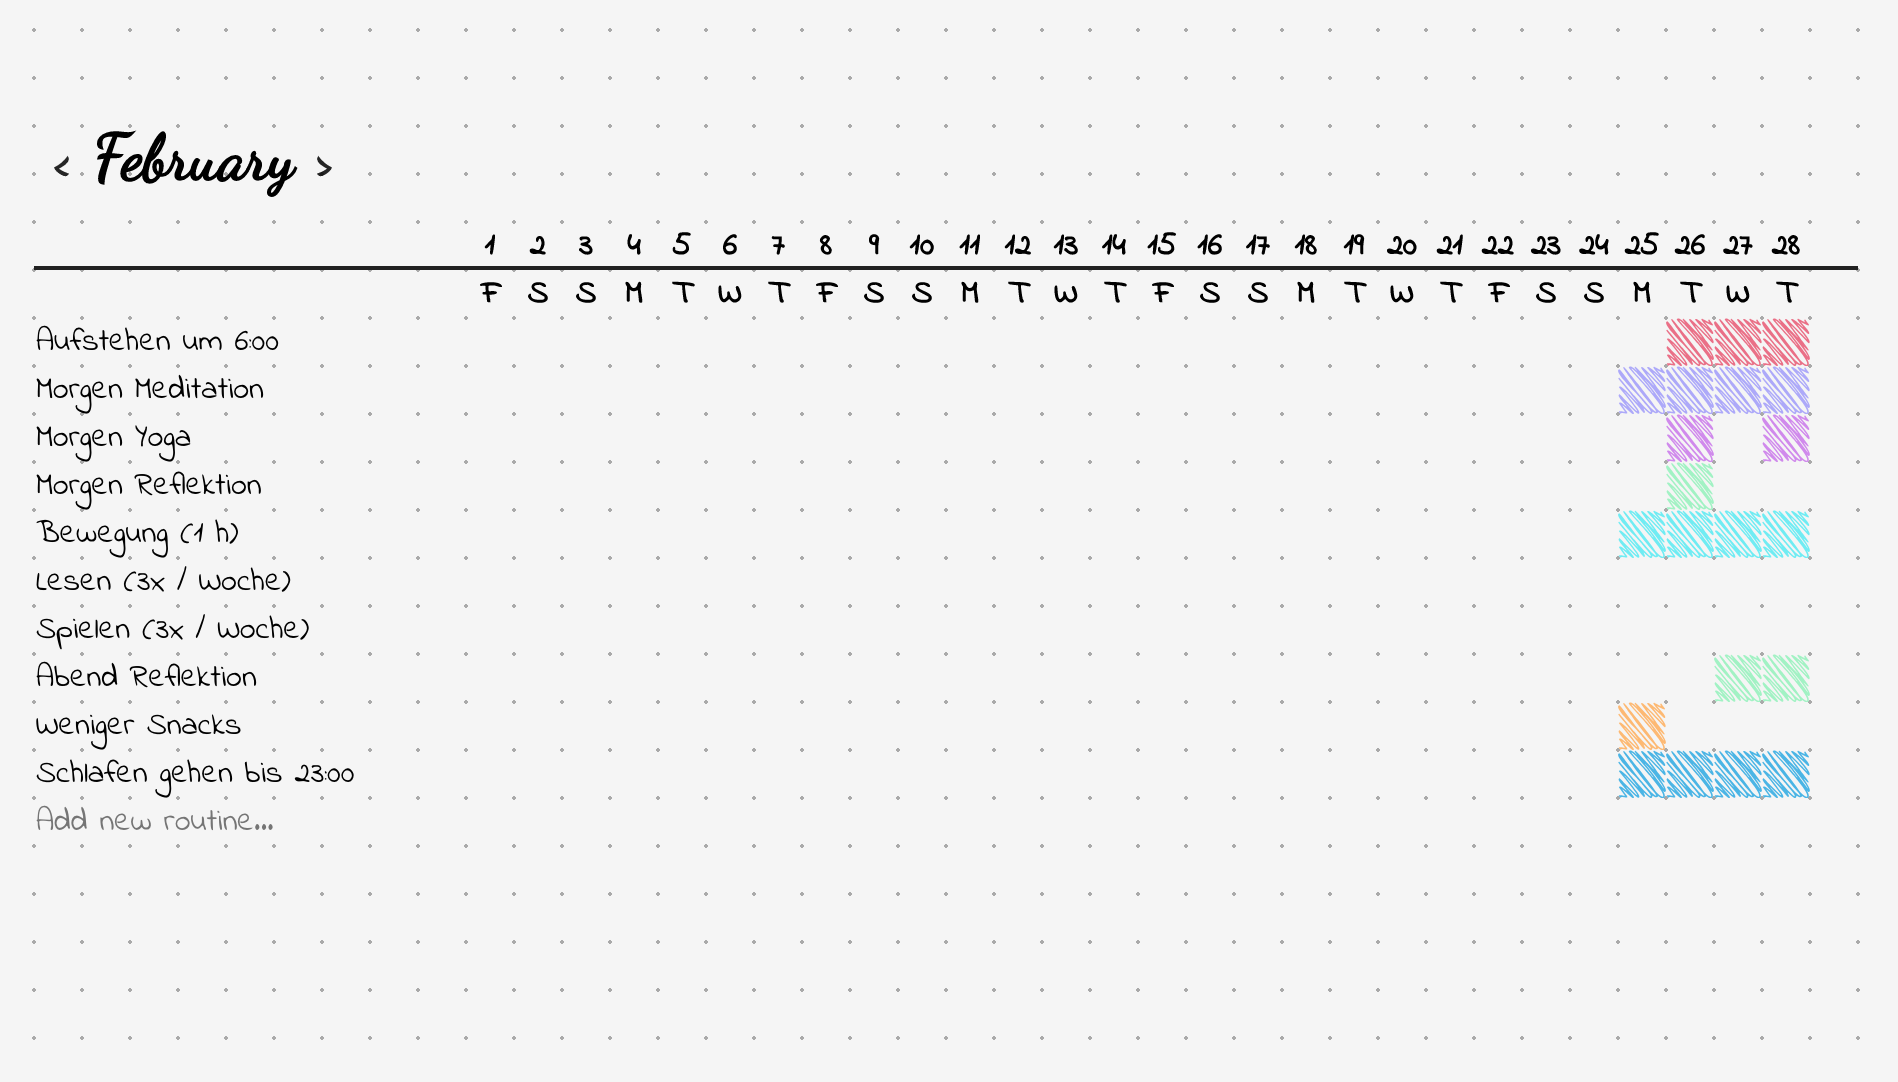 < February >
1 2 3 4 5 6 7 8 9 10 11 12 13 14 15 16 17 18 19 20 21 22 23 24 25 26 27 28
F S S M T W T F S S M T W T F S S M T W T F S S M T W T
Aufstehen um 6:00
Morgen Meditation
Morgen Yoga
Morgen Reflektion
Bewegung (1 h)
Lesen (3x / Woche)
Spielen (3x / Woche)
Abend Reflektion
Weniger Snacks
Schlafen gehen bis 23:00
Add new routine...